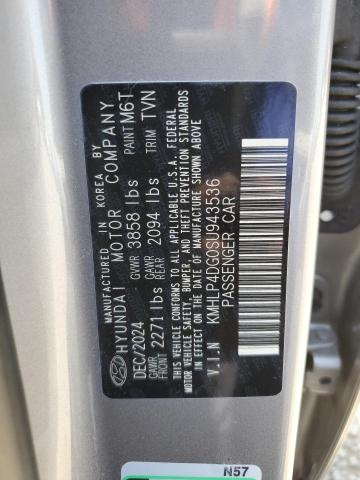 MANUFACTURED IN KOREA BY
HYUNDAI MOTOR COMPANY
DEC/2024 GVWR 3858 lbs PAINT M6T
GAWR FRONT 2271 lbs GAWR REAR 2094 lbs TRIM TVN
THIS VEHICLE CONFORMS TO ALL APPLICABLE U.S.A. FEDERAL
MOTOR VEHICLE SAFETY, BUMPER, AND THEFT PREVENTION STANDARDS
IN EFFECT ON THE DATE OF MANUFACTURE SHOWN ABOVE
V.I.N KMHLP4DG0SU943536
PASSENGER CAR
N57